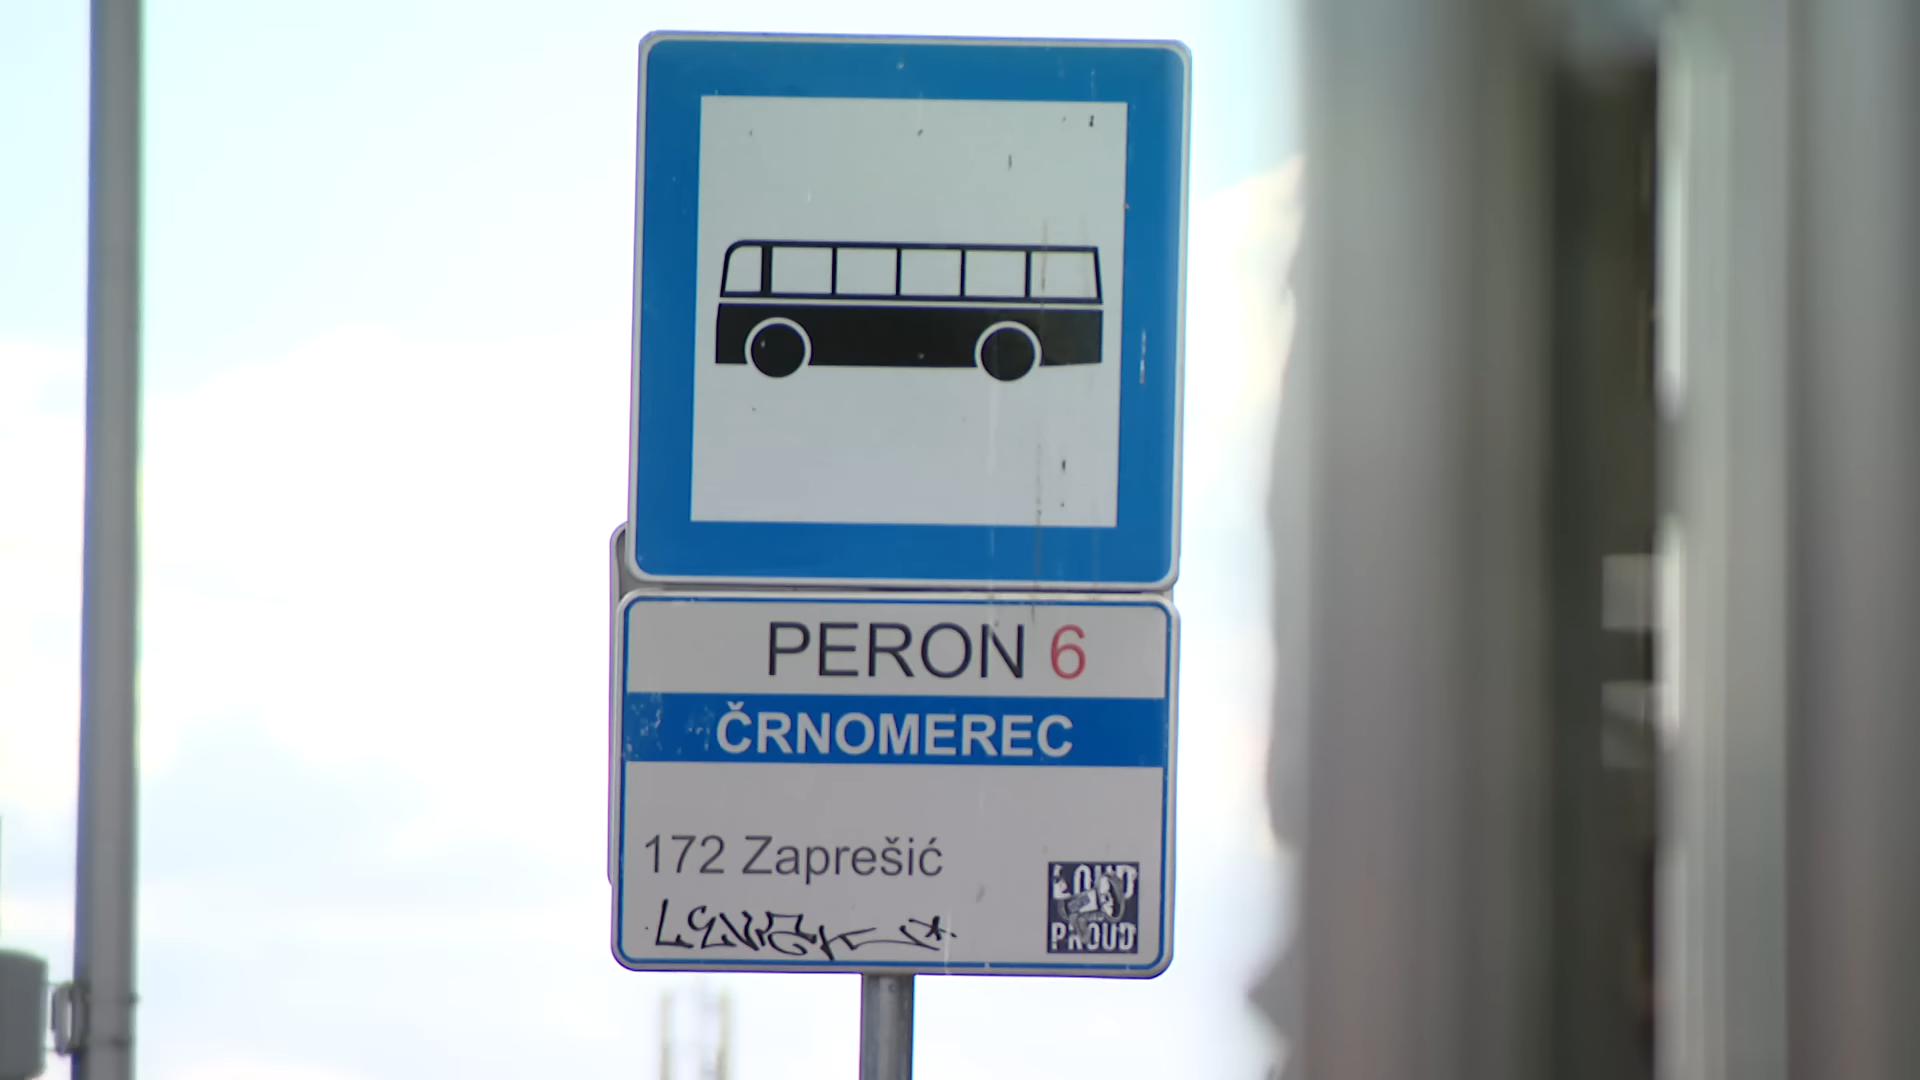 PERON 6
ČRNOMEREC
172 Zaprešić
LOUD
PROUD